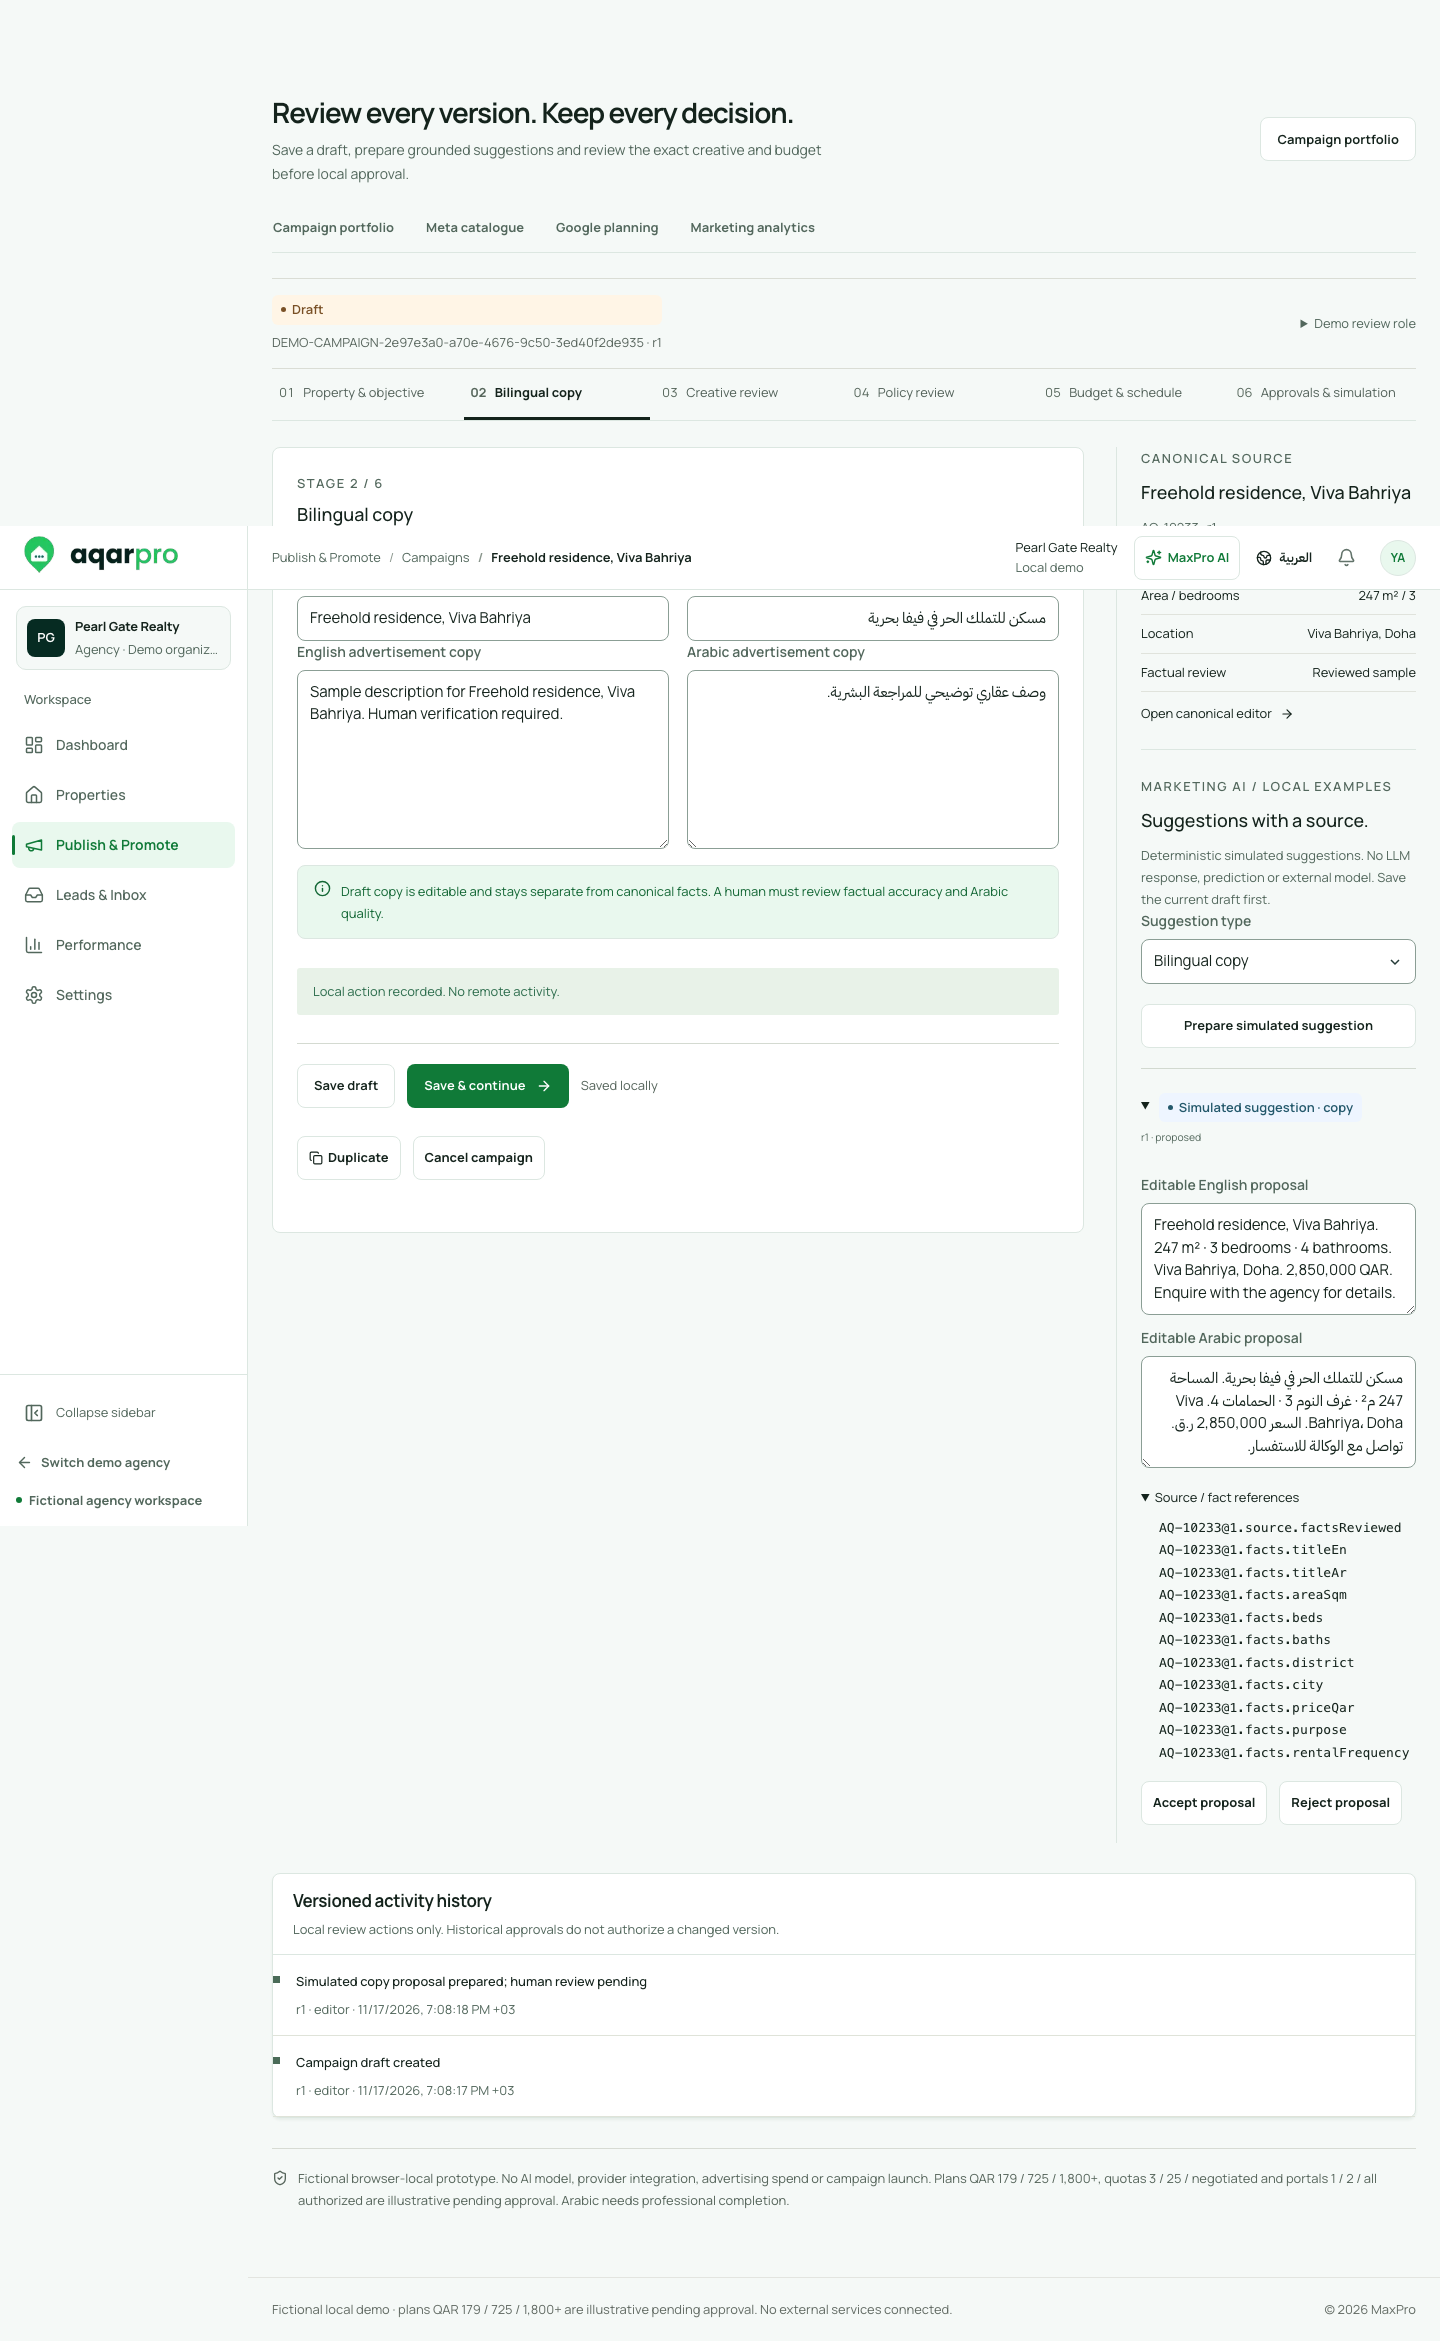 Review every version. Keep every decision.
Save a draft, prepare grounded suggestions and review the exact creative and budget
before local approval.
Campaign portfolio
Campaign portfolio
Meta catalogue
Google planning
Marketing analytics
Draft
DEMO-CAMPAIGN-2e97e3a0-a70e-4676-9c50-3ed40f2de935 · r1
Demo review role
01 Property & objective
02 Bilingual copy
03 Creative review
04 Policy review
05 Budget & schedule
06 Approvals & simulation
STAGE 2 / 6
Bilingual copy
CANONICAL SOURCE
Freehold residence, Viva Bahriya
aqarpro
Publish & Promote / Campaigns / Freehold residence, Viva Bahriya
Pearl Gate Realty
Local demo
MaxPro AI
العربية
YA
PG
Pearl Gate Realty
Agency · Demo organiz...
Workspace
Dashboard
Properties
Publish & Promote
Leads & Inbox
Performance
Settings
Collapse sidebar
Switch demo agency
Fictional agency workspace
Freehold residence, Viva Bahriya
مسكن للتملك الحر في فيفا بحرية
English advertisement copy
Arabic advertisement copy
Sample description for Freehold residence, Viva
Bahriya. Human verification required.
وصف عقاري توضيحي للمراجعة البشرية.
Draft copy is editable and stays separate from canonical facts. A human must review factual accuracy and Arabic
quality.
Local action recorded. No remote activity.
Save draft
Save & continue
Saved locally
Duplicate
Cancel campaign
Area / bedrooms 247 m² / 3
Location Viva Bahriya, Doha
Factual review Reviewed sample
Open canonical editor
MARKETING AI / LOCAL EXAMPLES
Suggestions with a source.
Deterministic simulated suggestions. No LLM
response, prediction or external model. Save
the current draft first.
Suggestion type
Bilingual copy
Prepare simulated suggestion
Simulated suggestion · copy
r1 · proposed
Editable English proposal
Freehold residence, Viva Bahriya.
247 m² · 3 bedrooms · 4 bathrooms.
Viva Bahriya, Doha. 2,850,000 QAR.
Enquire with the agency for details.
Editable Arabic proposal
مسكن للتملك الحر في فيفا بحرية. المساحة
247 م² · غرف النوم 3 · الحمامات 4. Viva
Bahriya، Doha. السعر 2,850,000 ر.ق.
تواصل مع الوكالة للاستفسار.
Source / fact references
AQ-10233@1.source.factsReviewed
AQ-10233@1.facts.titleEn
AQ-10233@1.facts.titleAr
AQ-10233@1.facts.areaSqm
AQ-10233@1.facts.beds
AQ-10233@1.facts.baths
AQ-10233@1.facts.district
AQ-10233@1.facts.city
AQ-10233@1.facts.priceQar
AQ-10233@1.facts.purpose
AQ-10233@1.facts.rentalFrequency
Accept proposal
Reject proposal
Versioned activity history
Local review actions only. Historical approvals do not authorize a changed version.
Simulated copy proposal prepared; human review pending
r1 · editor · 11/17/2026, 7:08:18 PM +03
Campaign draft created
r1 · editor · 11/17/2026, 7:08:17 PM +03
Fictional browser-local prototype. No AI model, provider integration, advertising spend or campaign launch. Plans QAR 179 / 725 / 1,800+, quotas 3 / 25 / negotiated and portals 1 / 2 / all
authorized are illustrative pending approval. Arabic needs professional completion.
Fictional local demo · plans QAR 179 / 725 / 1,800+ are illustrative pending approval. No external services connected.
© 2026 MaxPro